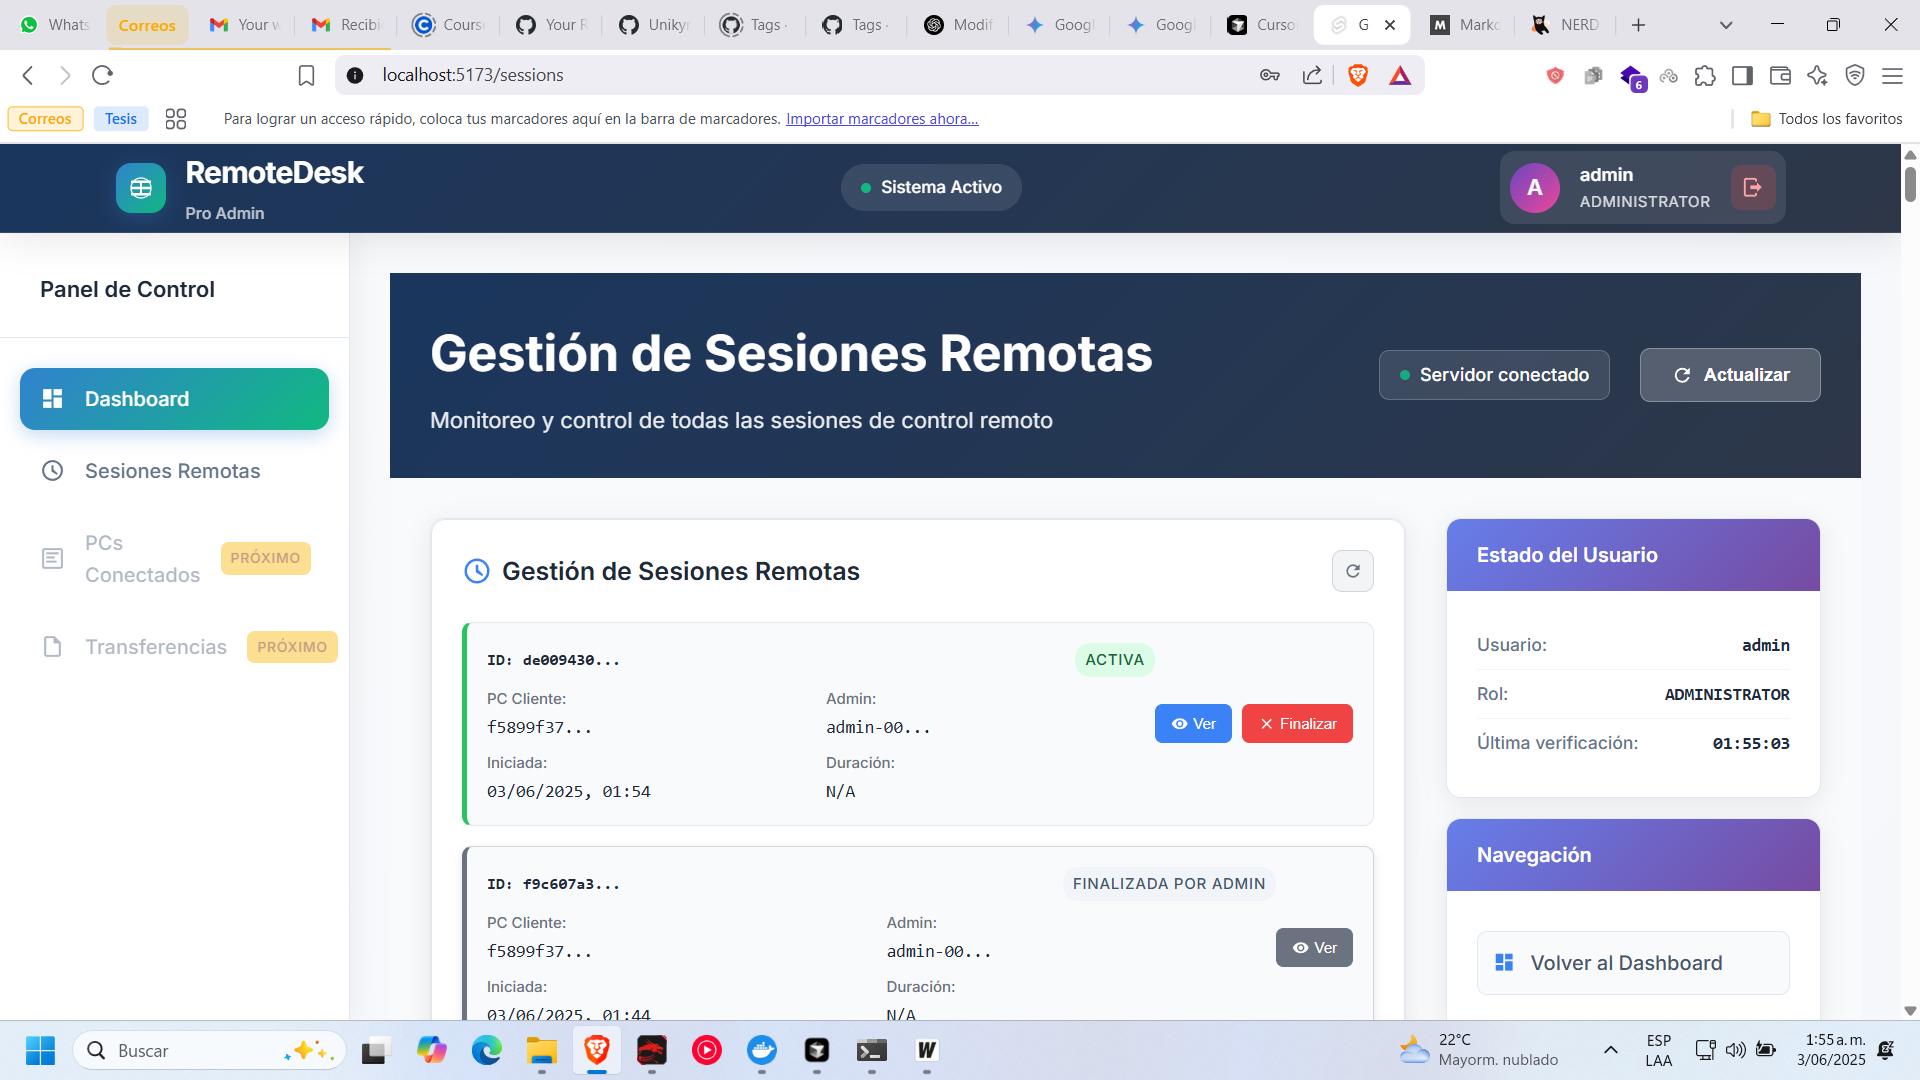 Whats
Correos
Your w
Recibi
Cours
Your R
Unikyr
Tags ·
Tags ·
Modif
Googl
Googl
Curso
G
Marko
NERD
localhost:5173/sessions
6
Correos
Tesis
Para lograr un acceso rápido, coloca tus marcadores aquí en la barra de marcadores. Importar marcadores ahora...
Todos los favoritos
RemoteDesk
Pro Admin
Sistema Activo
A
admin
ADMINISTRATOR
Panel de Control
Dashboard
Sesiones Remotas
PCs
Conectados
PRÓXIMO
Transferencias
PRÓXIMO
Gestión de Sesiones Remotas
Monitoreo y control de todas las sesiones de control remoto
Servidor conectado
Actualizar
Gestión de Sesiones Remotas
ID: de009430...
ACTIVA
PC Cliente:
f5899f37...
Admin:
admin-00...
Ver
Finalizar
Iniciada:
03/06/2025, 01:54
Duración:
N/A
ID: f9c607a3...
FINALIZADA POR ADMIN
PC Cliente:
f5899f37...
Admin:
admin-00...
Ver
Iniciada:
03/06/2025, 01:44
Duración:
N/A
Estado del Usuario
Usuario: admin
Rol: ADMINISTRATOR
Última verificación: 01:55:03
Navegación
Volver al Dashboard
Buscar
22°C
Mayorm. nublado
ESP
LAA
1:55 a. m.
3/06/2025